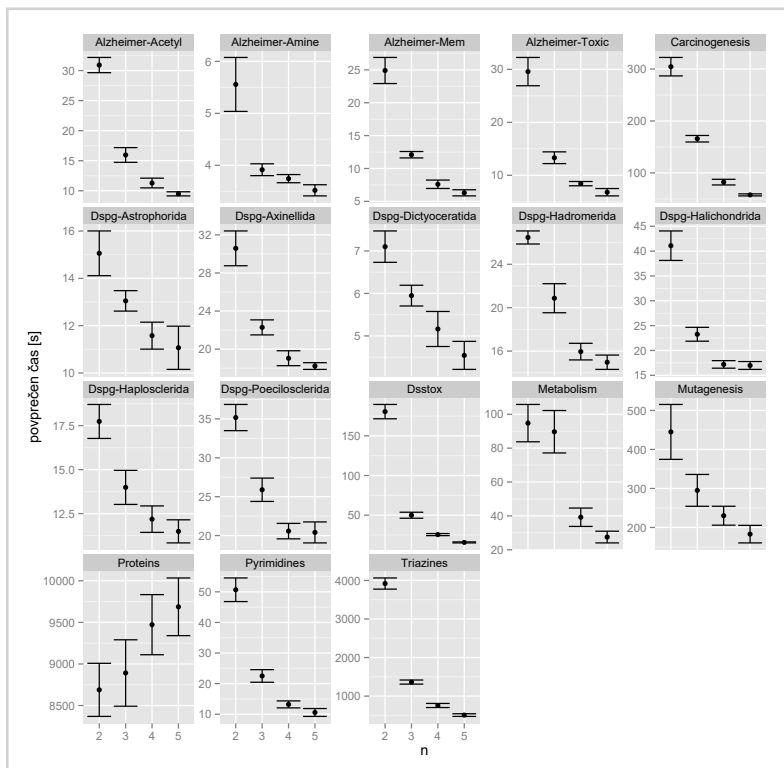 Alzheimer-Acetyl Alzheimer-Amine Alzheimer-Mem Alzheimer-Toxic Carcinogenesis
30 25 20 15 10
6 5 4
25 20 15 10 5
30 20 10
300 200 100
Dspg-Astrophorida Dspg-Axinellida Dspg-Dictyoceratida Dspg-Hadromerida Dspg-Halichondrida
16 14 12 10
32 28 24 20
7 6 5
24 20 16
45 40 35 30 25 20 15
povprečen čas [s]
Dspg-Haplosclerida Dspg-Poecilosclerida Dsstox Metabolism Mutagenesis
17.5 15.0 12.5
35 30 25 20
150 100 50
100 80 60 40 20
500 400 300 200
Proteins Pyrimidines Triazines
10000 9500 9000 8500
50 40 30 20 10
4000 3000 2000 1000
2 3 4 5 2 3 4 5 2 3 4 5
n